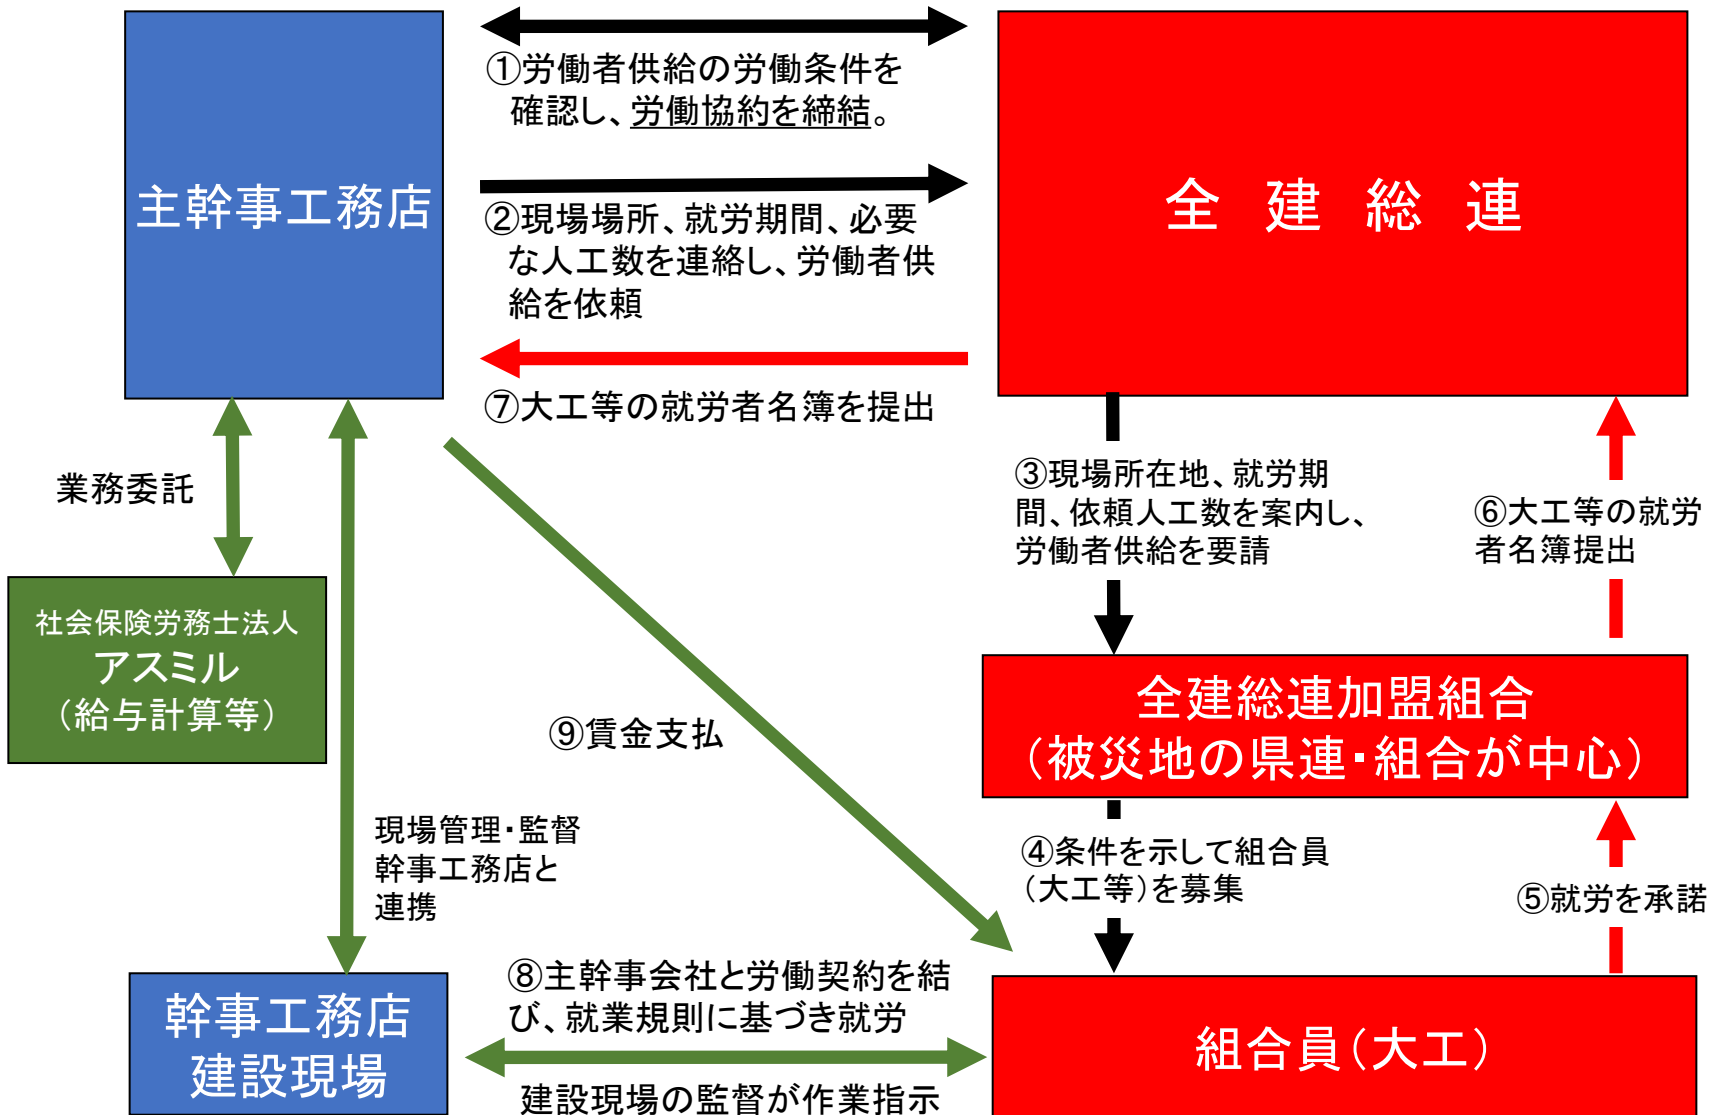 主幹事工務店
①労働者供給の労働条件を
確認し、労働協約を締結。
全 建 総 連
②現場場所、就労期間、必要
な人工数を連絡し、労働者供
給を依頼
⑦大工等の就労者名簿を提出
業務委託
③現場所在地、就労期
間、依頼人工数を案内し、
労働者供給を要請
⑥大工等の就労
者名簿提出
社会保険労務士法人
アスミル
（給与計算等）
⑨賃金支払
全建総連加盟組合
（被災地の県連・組合が中心）
現場管理・監督
幹事工務店と
連携
④条件を示して組合員
（大工等）を募集
⑤就労を承諾
幹事工務店
建設現場
⑧主幹事会社と労働契約を結
び、就業規則に基づき就労
建設現場の監督が作業指示
組合員（大工）